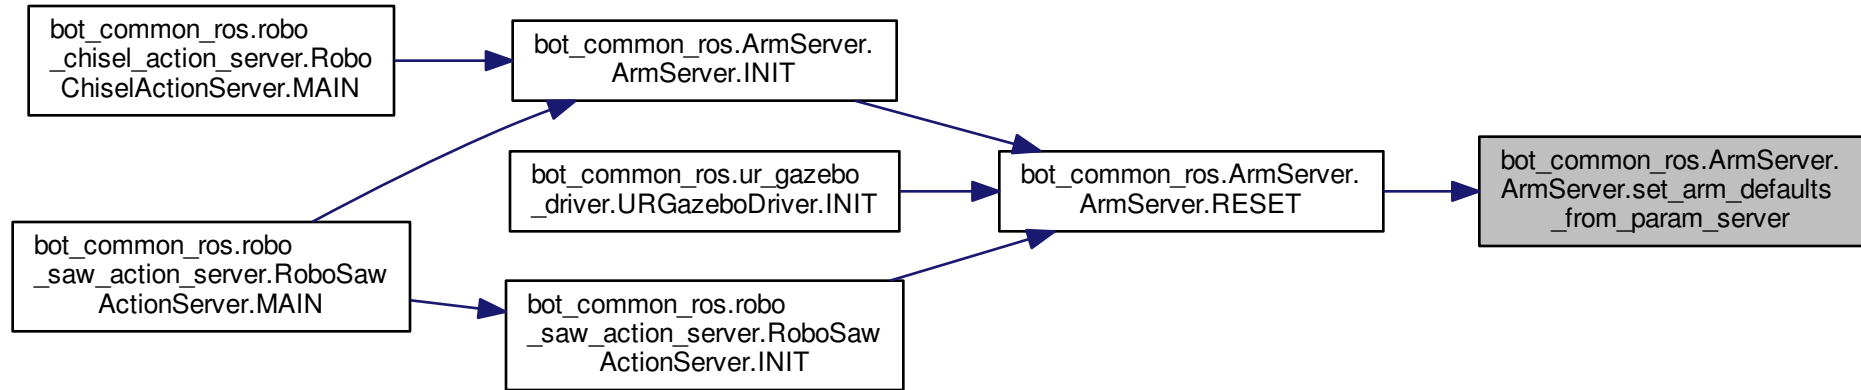 bot_common_ros.robo
_chisel_action_server.Robo
ChiselActionServer.MAIN
bot_common_ros.ArmServer.
ArmServer.INIT
bot_common_ros.ur_gazebo
_driver.URGazeboDriver.INIT
bot_common_ros.ArmServer.
ArmServer.RESET
bot_common_ros.ArmServer.
ArmServer.set_arm_defaults
_from_param_server
bot_common_ros.robo
_saw_action_server.RoboSaw
ActionServer.MAIN
bot_common_ros.robo
_saw_action_server.RoboSaw
ActionServer.INIT